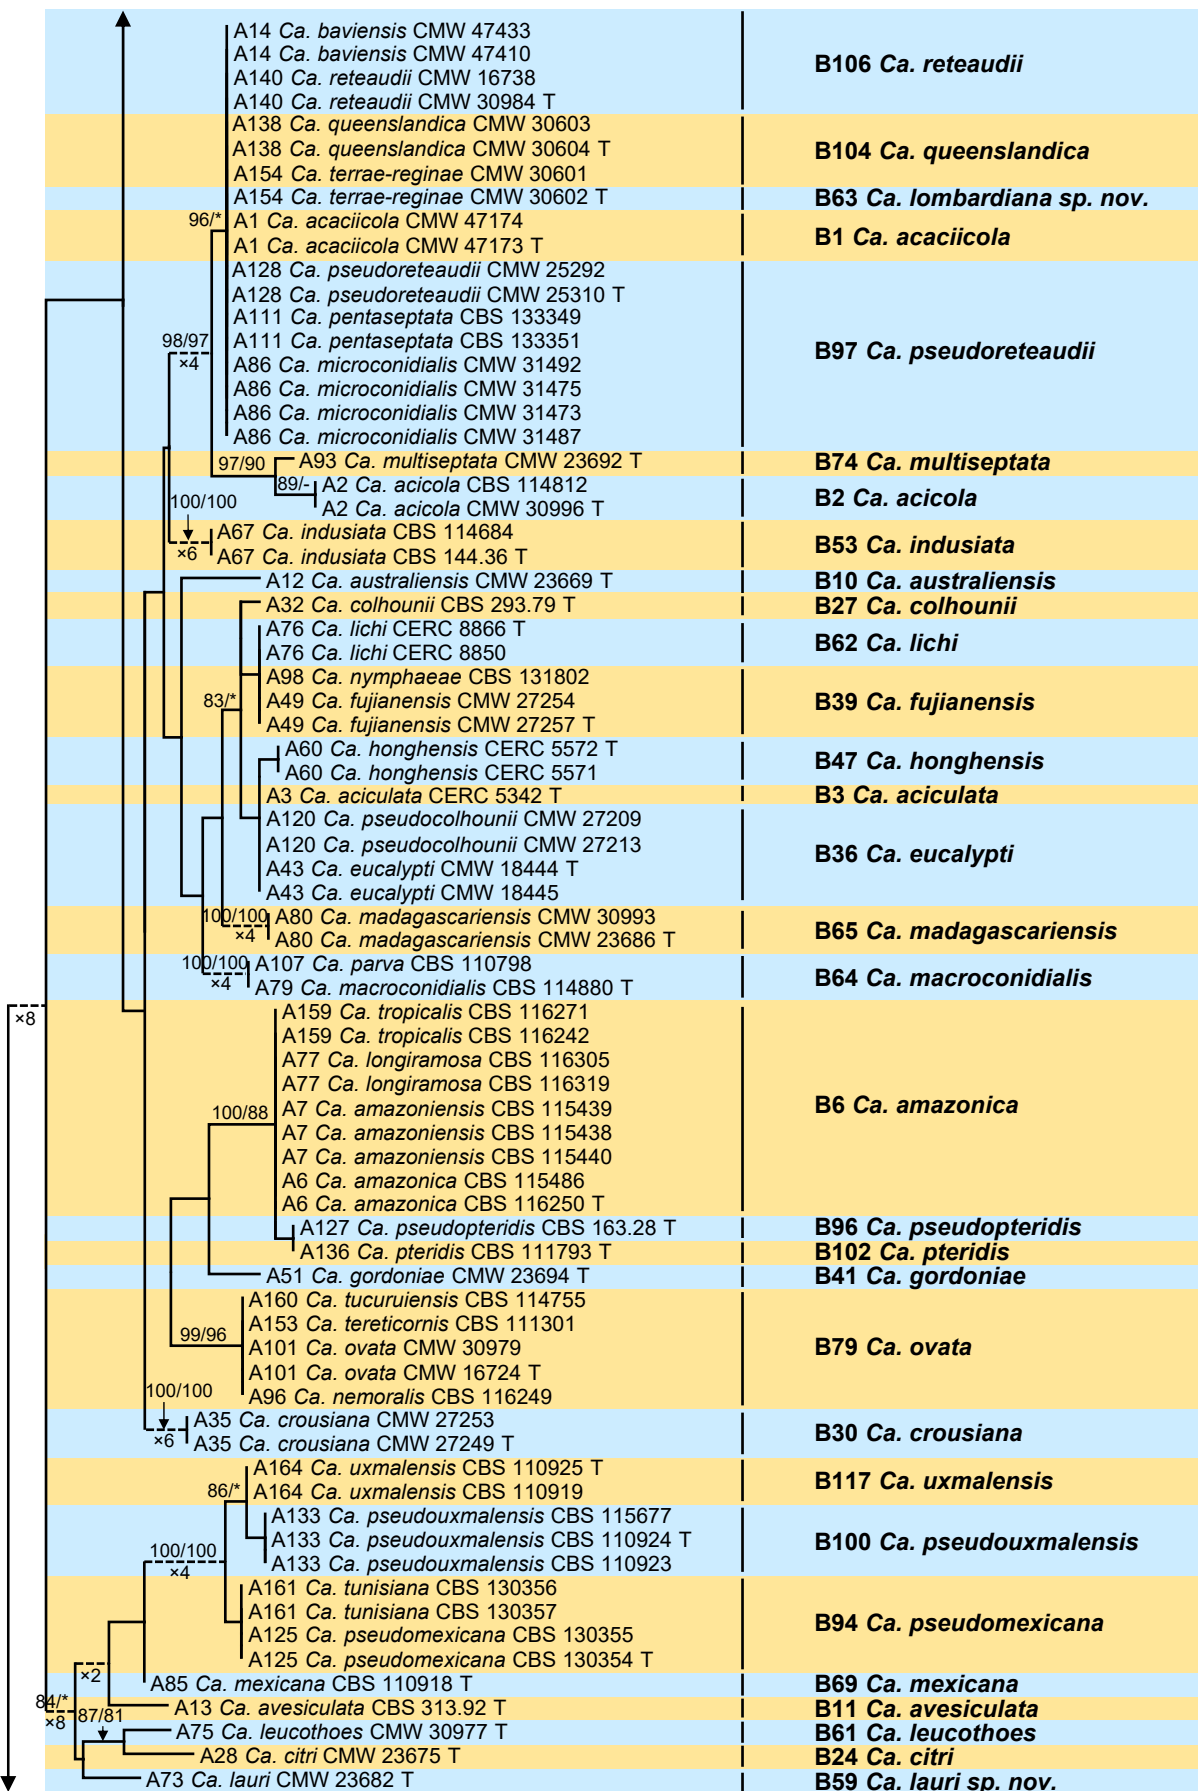 A14 Ca. baviensis CMW 47433
A14 Ca. baviensis CMW 47410
A140 Ca. reteaudii CMW 16738
A140 Ca. reteaudii CMW 30984 T
B106 Ca. reteaudii
A138 Ca. queenslandica CMW 30603
A138 Ca. queenslandica CMW 30604 T
A154 Ca. terrae-reginae CMW 30601
B104 Ca. queenslandica
A154 Ca. terrae-reginae CMW 30602 T
B63 Ca. lombardiana sp. nov.
96/*
A1 Ca. acaciicola CMW 47174
A1 Ca. acaciicola CMW 47173 T
B1 Ca. acaciicola
A128 Ca. pseudoreteaudii CMW 25292
A128 Ca. pseudoreteaudii CMW 25310 T
A111 Ca. pentaseptata CBS 133349
A111 Ca. pentaseptata CBS 133351
A86 Ca. microconidialis CMW 31492
A86 Ca. microconidialis CMW 31475
A86 Ca. microconidialis CMW 31473
A86 Ca. microconidialis CMW 31487
B97 Ca. pseudoreteaudii
98/97
×4
97/90
A93 Ca. multiseptata CMW 23692 T
B74 Ca. multiseptata
89/-
A2 Ca. acicola CBS 114812
A2 Ca. acicola CMW 30996 T
B2 Ca. acicola
100/100
×6
A67 Ca. indusiata CBS 114684
A67 Ca. indusiata CBS 144.36 T
B53 Ca. indusiata
A12 Ca. australiensis CMW 23669 T
B10 Ca. australiensis
A32 Ca. colhounii CBS 293.79 T
B27 Ca. colhounii
A76 Ca. lichi CERC 8866 T
A76 Ca. lichi CERC 8850
B62 Ca. lichi
83/*
A98 Ca. nymphaeae CBS 131802
A49 Ca. fujianensis CMW 27254
A49 Ca. fujianensis CMW 27257 T
B39 Ca. fujianensis
A60 Ca. honghensis CERC 5572 T
A60 Ca. honghensis CERC 5571
B47 Ca. honghensis
A3 Ca. aciculata CERC 5342 T
B3 Ca. aciculata
A120 Ca. pseudocolhounii CMW 27209
A120 Ca. pseudocolhounii CMW 27213
A43 Ca. eucalypti CMW 18444 T
A43 Ca. eucalypti CMW 18445
B36 Ca. eucalypti
100/100
×4
A80 Ca. madagascariensis CMW 30993
A80 Ca. madagascariensis CMW 23686 T
B65 Ca. madagascariensis
100/100
×4
A107 Ca. parva CBS 110798
A79 Ca. macroconidialis CBS 114880 T
B64 Ca. macroconidialis
×8
A159 Ca. tropicalis CBS 116271
A159 Ca. tropicalis CBS 116242
A77 Ca. longiramosa CBS 116305
A77 Ca. longiramosa CBS 116319
A7 Ca. amazoniensis CBS 115439
A7 Ca. amazoniensis CBS 115438
A7 Ca. amazoniensis CBS 115440
A6 Ca. amazonica CBS 115486
A6 Ca. amazonica CBS 116250 T
B6 Ca. amazonica
100/88
A127 Ca. pseudopteridis CBS 163.28 T
B96 Ca. pseudopteridis
A136 Ca. pteridis CBS 111793 T
B102 Ca. pteridis
A51 Ca. gordoniae CMW 23694 T
B41 Ca. gordoniae
99/96
A160 Ca. tucuruiensis CBS 114755
A153 Ca. tereticornis CBS 111301
A101 Ca. ovata CMW 30979
A101 Ca. ovata CMW 16724 T
A96 Ca. nemoralis CBS 116249
B79 Ca. ovata
100/100
×6
A35 Ca. crousiana CMW 27253
A35 Ca. crousiana CMW 27249 T
B30 Ca. crousiana
86/*
A164 Ca. uxmalensis CBS 110925 T
A164 Ca. uxmalensis CBS 110919
B117 Ca. uxmalensis
A133 Ca. pseudouxmalensis CBS 115677
A133 Ca. pseudouxmalensis CBS 110924 T
A133 Ca. pseudouxmalensis CBS 110923
B100 Ca. pseudouxmalensis
100/100
×4
A161 Ca. tunisiana CBS 130356
A161 Ca. tunisiana CBS 130357
A125 Ca. pseudomexicana CBS 130355
A125 Ca. pseudomexicana CBS 130354 T
B94 Ca. pseudomexicana
×2
A85 Ca. mexicana CBS 110918 T
B69 Ca. mexicana
84/*
×8
A13 Ca. avesiculata CBS 313.92 T
B11 Ca. avesiculata
87/81
A75 Ca. leucothoes CMW 30977 T
B61 Ca. leucothoes
A28 Ca. citri CMW 23675 T
B24 Ca. citri
A73 Ca. lauri CMW 23682 T
B59 Ca. lauri sp. nov.